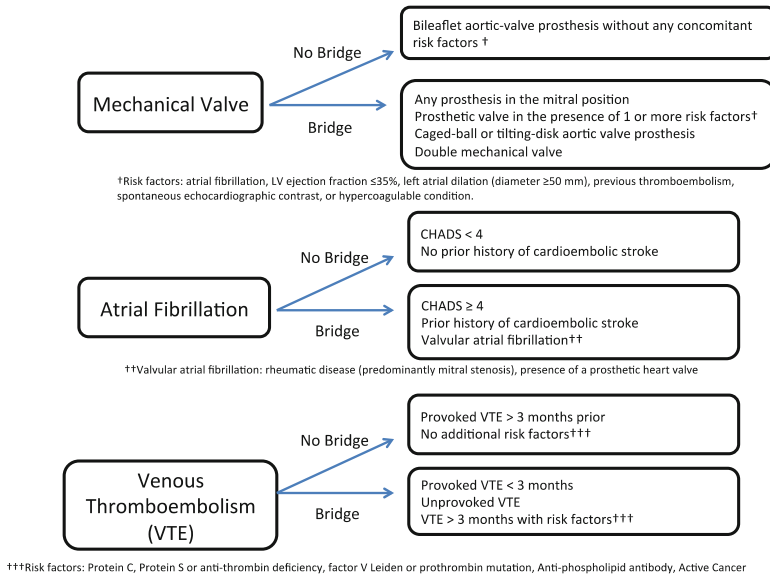 No Bridge
Bileaflet aortic-valve prosthesis without any concomitant
risk factors †
Mechanical Valve
Bridge
Any prosthesis in the mitral position
Prosthetic valve in the presence of 1 or more risk factors†
Caged-ball or tilting-disk aortic valve prosthesis
Double mechanical valve
†Risk factors: atrial fibrillation, LV ejection fraction ≤35%, left atrial dilation (diameter ≥50 mm), previous thromboembolism,
spontaneous echocardiographic contrast, or hypercoagulable condition.
No Bridge
CHADS < 4
No prior history of cardioembolic stroke
Atrial Fibrillation
Bridge
CHADS ≥ 4
Prior history of cardioembolic stroke
Valvular atrial fibrillation††
††Valvular atrial fibrillation: rheumatic disease (predominantly mitral stenosis), presence of a prosthetic heart valve
No Bridge
Provoked VTE > 3 months prior
No additional risk factors†††
Venous
Thromboembolism
(VTE)
Bridge
Provoked VTE < 3 months
Unprovoked VTE
VTE > 3 months with risk factors†††
†††Risk factors: Protein C, Protein S or anti-thrombin deficiency, factor V Leiden or prothrombin mutation, Anti-phospholipid antibody, Active Cancer